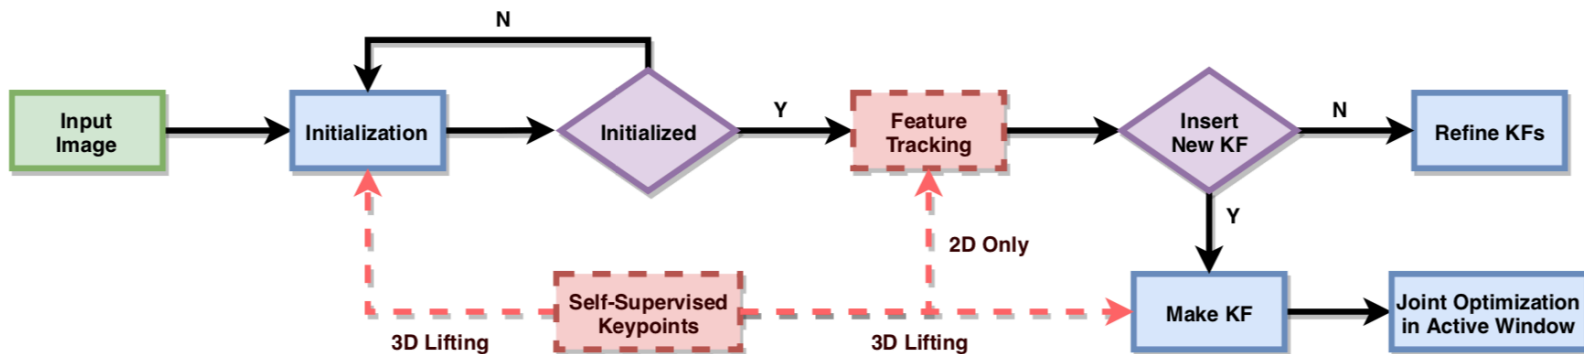 N
Input
Image
Initialization
Initialized
Y
Feature
Tracking
Insert
New KF
N
Refine KFs
Y
2D Only
Self-Supervised
Keypoints
3D Lifting
3D Lifting
Make KF
Joint Optimization
in Active Window